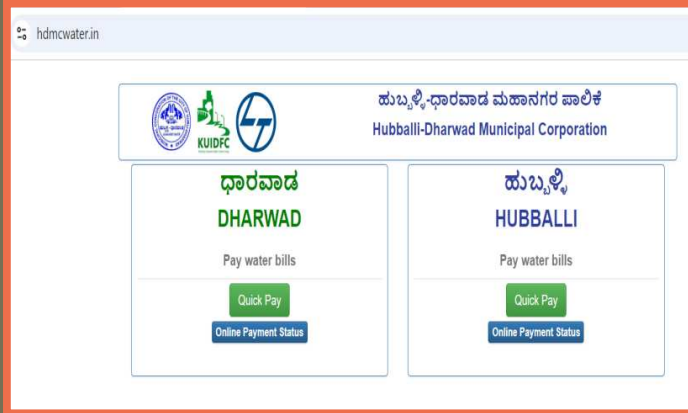 hdmcwater.in
ಹುಬ್ಬಳ್ಳಿ-ಧಾರವಾಡ ಮಹಾನಗರ ಪಾಲಿಕೆ
Hubballi-Dharwad Municipal Corporation
KUIDFC
ಧಾರವಾಡ
DHARWAD
Pay water bills
Quick Pay
Online Payment Status
ಹುಬ್ಬಳ್ಳಿ
HUBBALLI
Pay water bills
Quick Pay
Online Payment Status